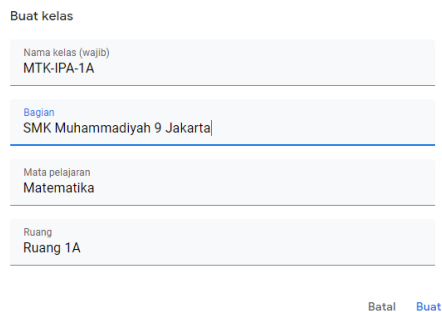 Buat kelas
Nama kelas (wajib)
MTK-IPA-1A
Bagian
SMK Muhammadiyah 9 Jakarta
Mata pelajaran
Matematika
Ruang
Ruang 1A
Batal Buat